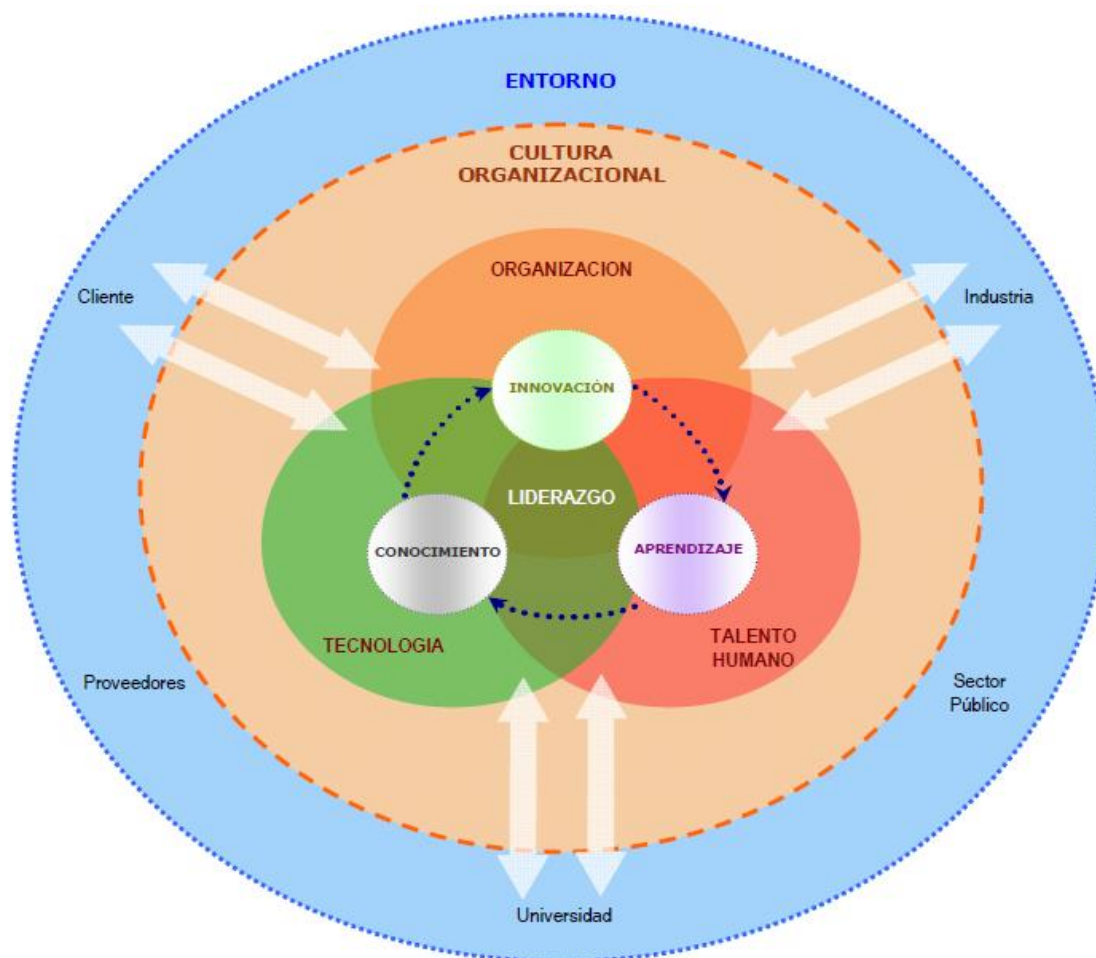 ENTORNO
CULTURA
ORGANIZACIONAL
ORGANIZACION
Cliente
Industria
INNOVACIÓN
LIDERAZGO
CONOCIMIENTO
APRENDIZAJE
TECNOLOGIA
TALENTO
HUMANO
Proveedores
Sector
Público
Universidad